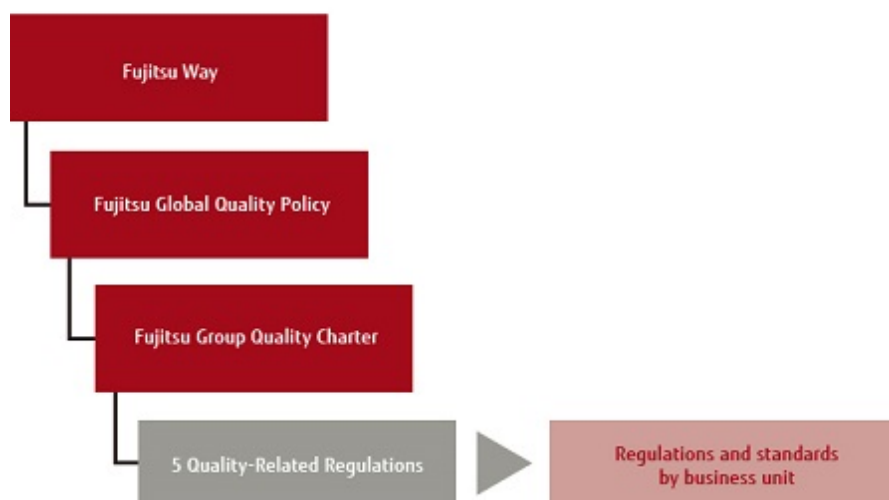 Fujitsu Way
Fujitsu Global Quality Policy
Fujitsu Group Quality Charter
5 Quality-Related Regulations
Regulations and standards
by business unit